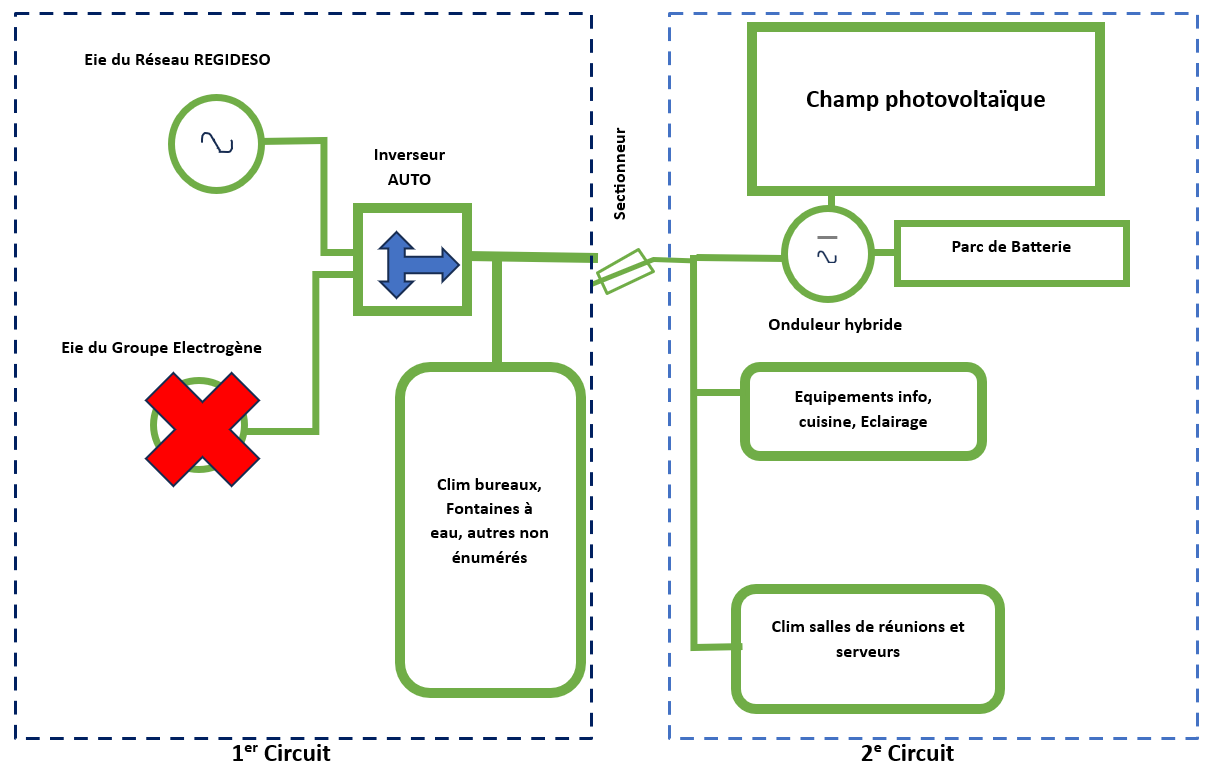 Eie du Réseau REGIDESO
Inverseur
AUTO
Eie du Groupe Electrogène
Clim bureaux,
Fontaines à
eau, autres non
énumérés
1er Circuit
Sectionneur
Champ photovoltaïque
Parc de Batterie
Onduleur hybride
Equipements info,
cuisine, Eclairage
Clim salles de réunions et
serveurs
2e Circuit